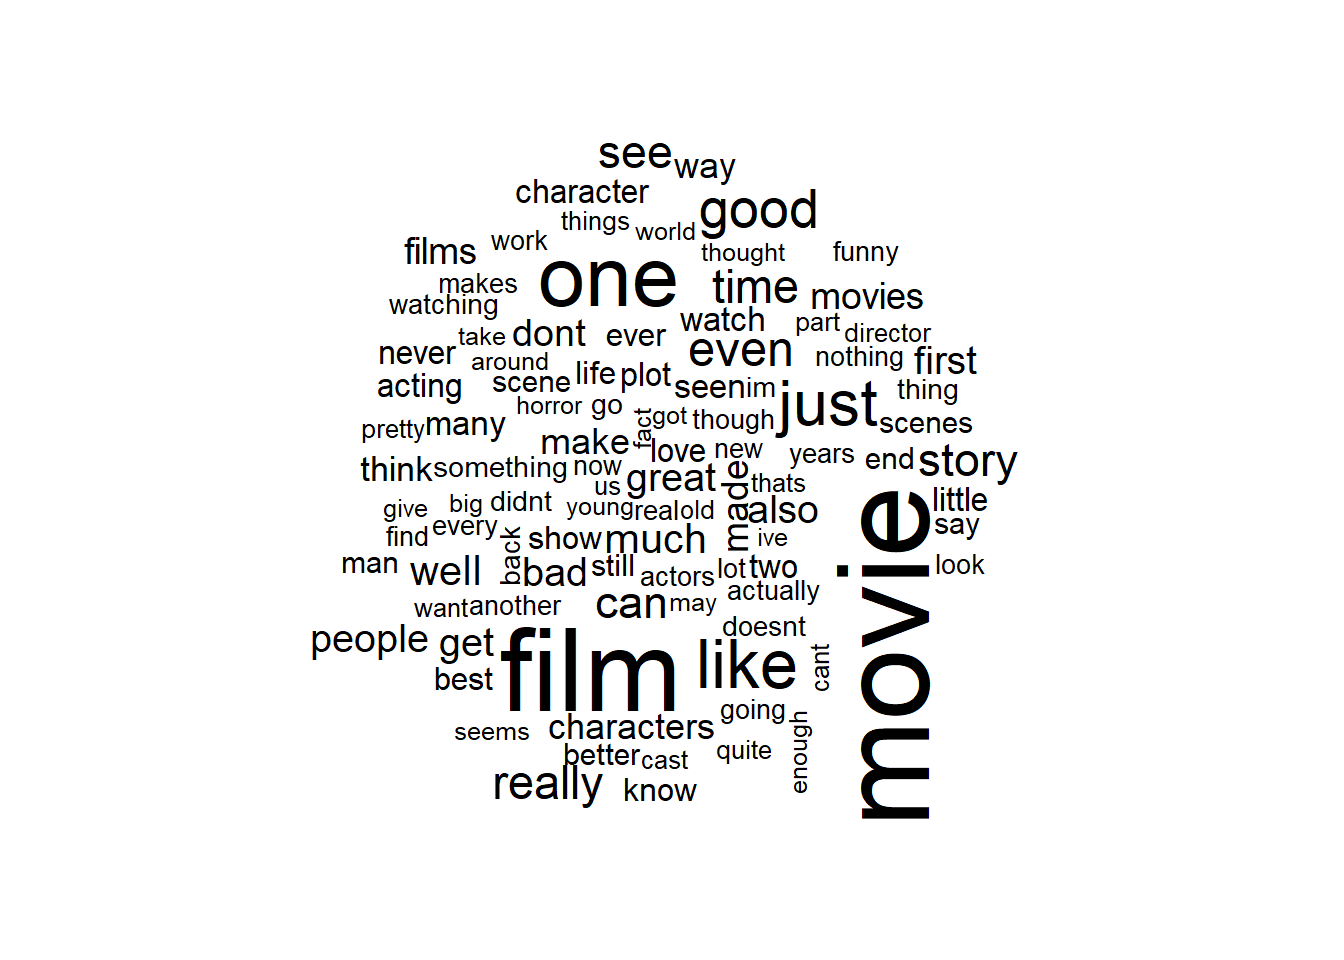 see way
character
good
things
world
films
work
thought
funny
one
time
makes
movies
watching
watch
part
take
dont
ever
director
never
around
even
nothing
first
acting
scene
life
plot
seen
im
just
thing
horror
go
fact
got
though
scenes
pretty
many
make
love
new
years
end
story
think
something
now
great
made
thats
us
give
big
didnt
young
real
old
also
little
find
every
back
show
much
ive
say
movie
man
well
bad
still
actors
lot
two
look
want
another
can
may
actually
people
get
film
like
doesnt
cant
best
going
seems
characters
enough
better
cast
quite
really
know